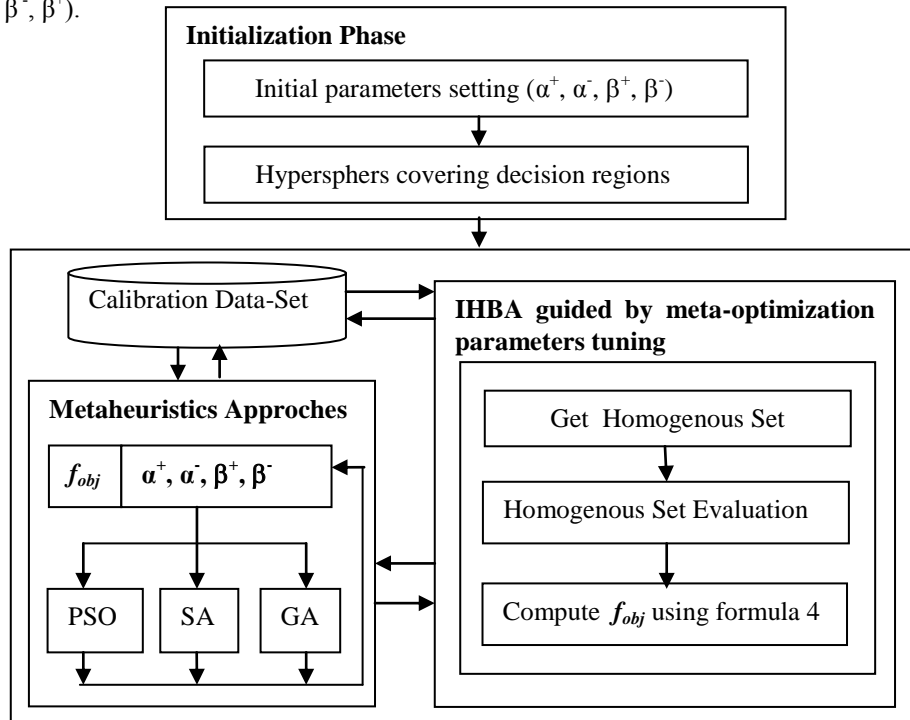 β⁻, β⁺).
Initialization Phase
Initial parameters setting (α⁺, α⁻, β⁺, β⁻)
Hypersphers covering decision regions
Calibration Data-Set
IHBA guided by meta-optimization
parameters tuning
Metaheuristics Approches
f_obj α⁺, α⁻, β⁺, β⁻
PSO SA GA
Get Homogenous Set
Homogenous Set Evaluation
Compute f_obj using formula 4